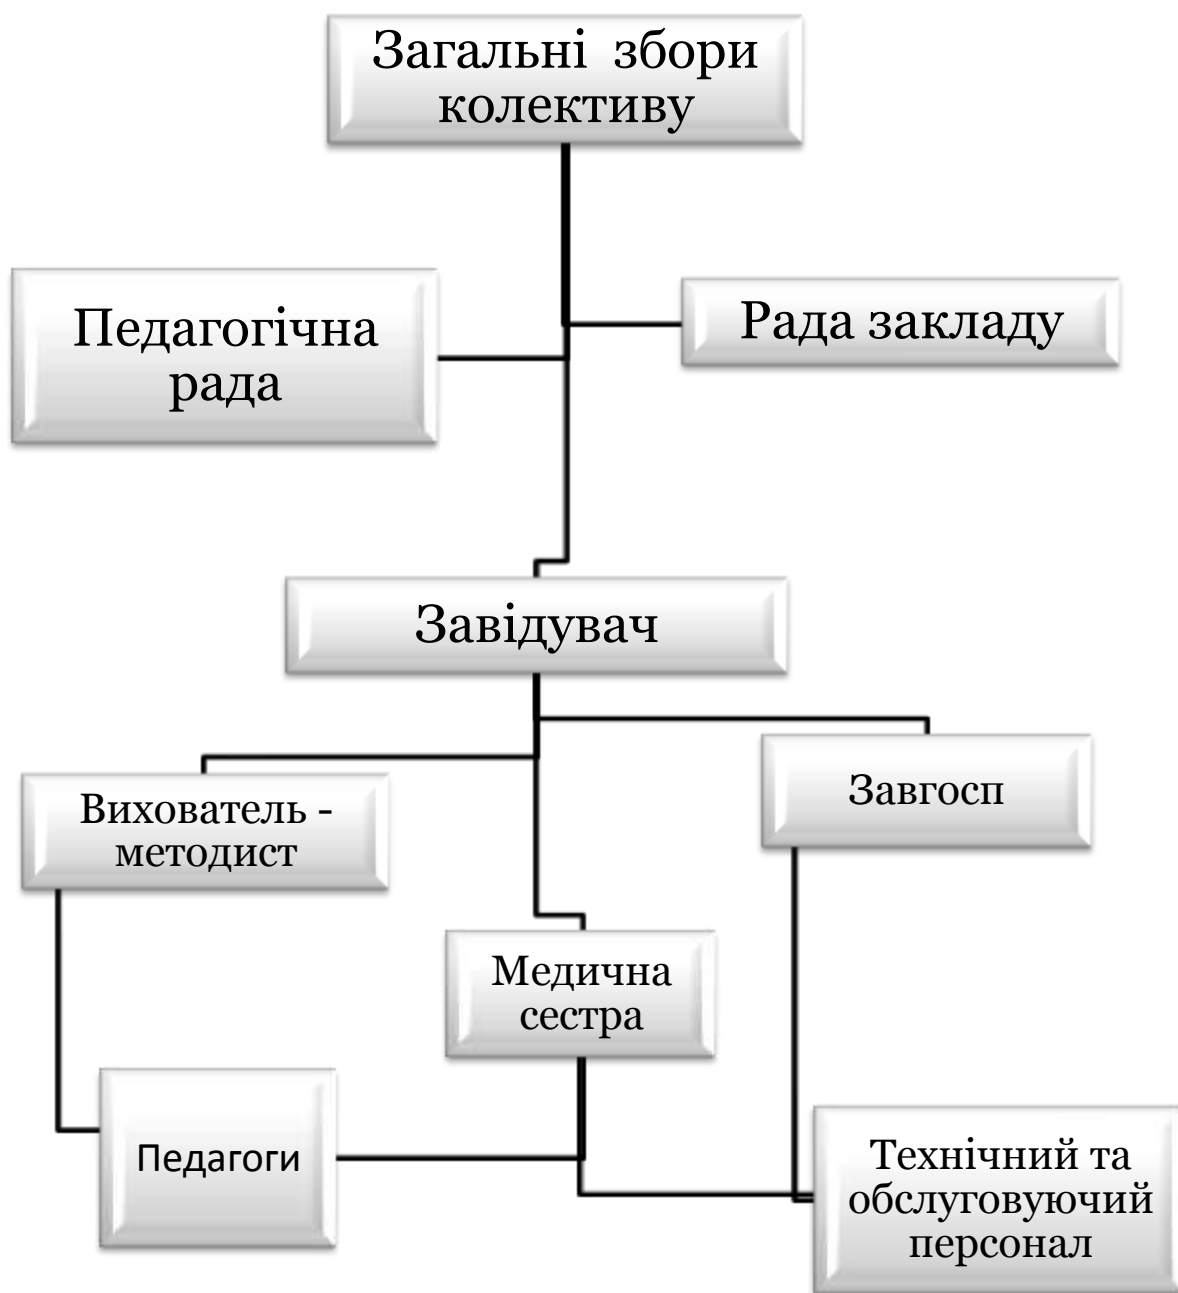 Загальні збори
колективу
Педагогічна
рада
Рада закладу
Завідувач
Вихователь -
методист
Завгосп
Медична
сестра
Педагоги
Технічний та
обслуговуючий
персонал